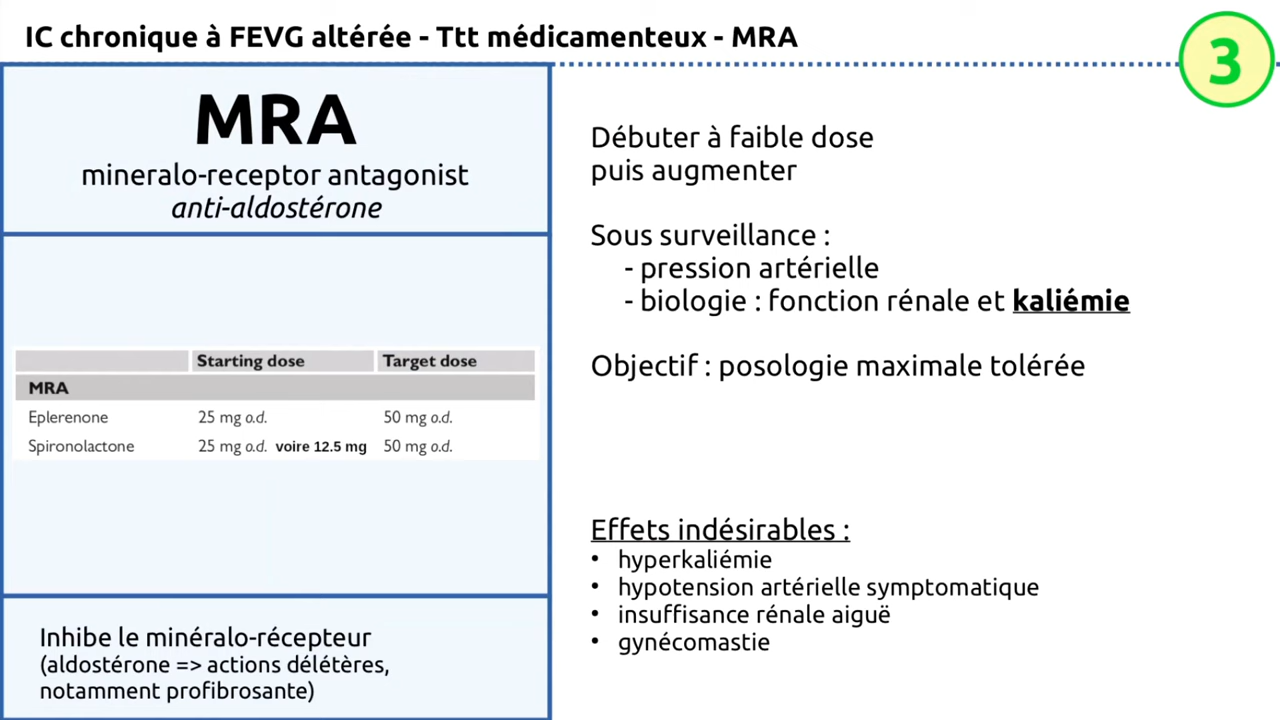 IC chronique à FEVG altérée - Ttt médicamenteux - MRA
3
MRA
mineralo-receptor antagonist
anti-aldostérone
Starting dose Target dose
MRA
Eplerenone 25 mg o.d. 50 mg o.d.
Spironolactone 25 mg o.d. voire 12.5 mg 50 mg o.d.
Inhibe le minéralo-récepteur
(aldostérone => actions délétères,
notamment profibrosante)
Débuter à faible dose
puis augmenter
Sous surveillance :
- pression artérielle
- biologie : fonction rénale et kaliémie
Objectif : posologie maximale tolérée
Effets indésirables :
• hyperkaliémie
• hypotension artérielle symptomatique
• insuffisance rénale aiguë
• gynécomastie